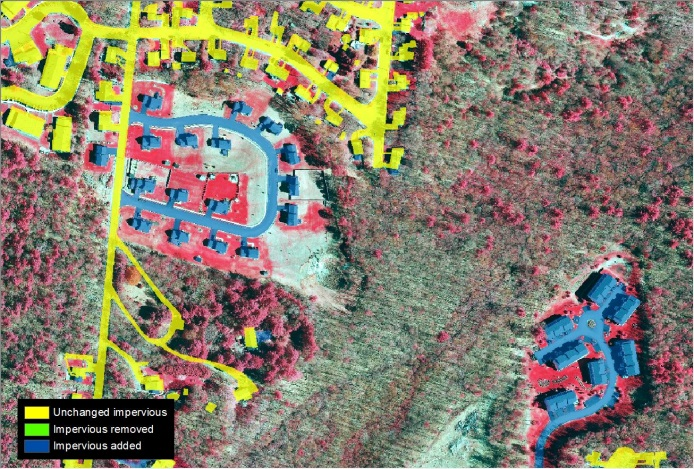 Unchanged impervious
Impervious removed
Impervious added